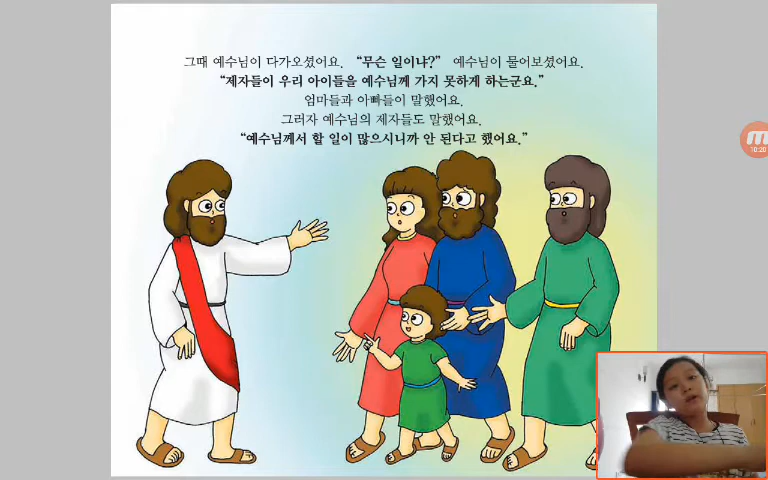 그때 예수님이 다가오셨어요. “무슨 일이냐?” 예수님이 물어보셨어요.
“제자들이 우리 아이들을 예수님께 가지 못하게 하는군요.”
엄마들과 아빠들이 말했어요.
그러자 예수님의 제자들도 말했어요.
“예수님께서 할 일이 많으시니까 안 된다고 했어요.”
m
10:20